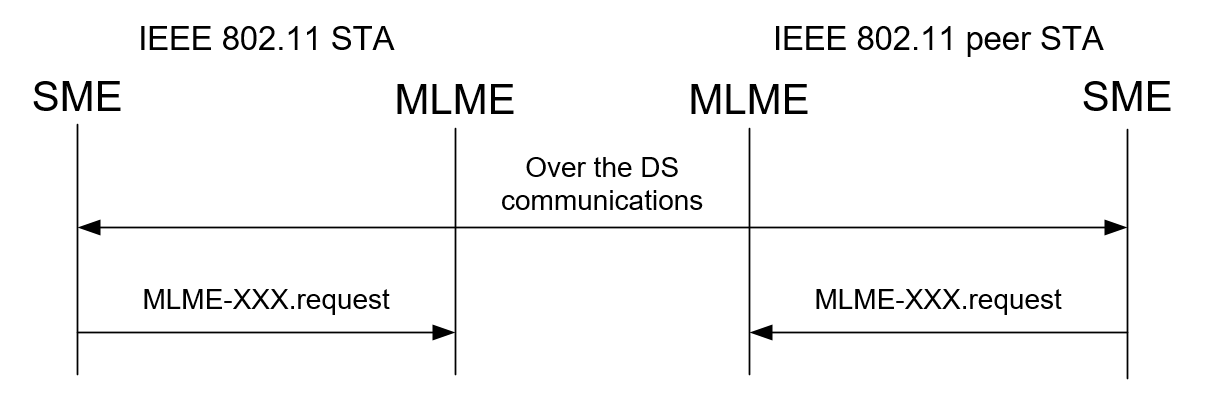 IEEE 802.11 STA
IEEE 802.11 peer STA
SME
MLME
MLME
SME
Over the DS
communications
MLME-XXX.request
MLME-XXX.request